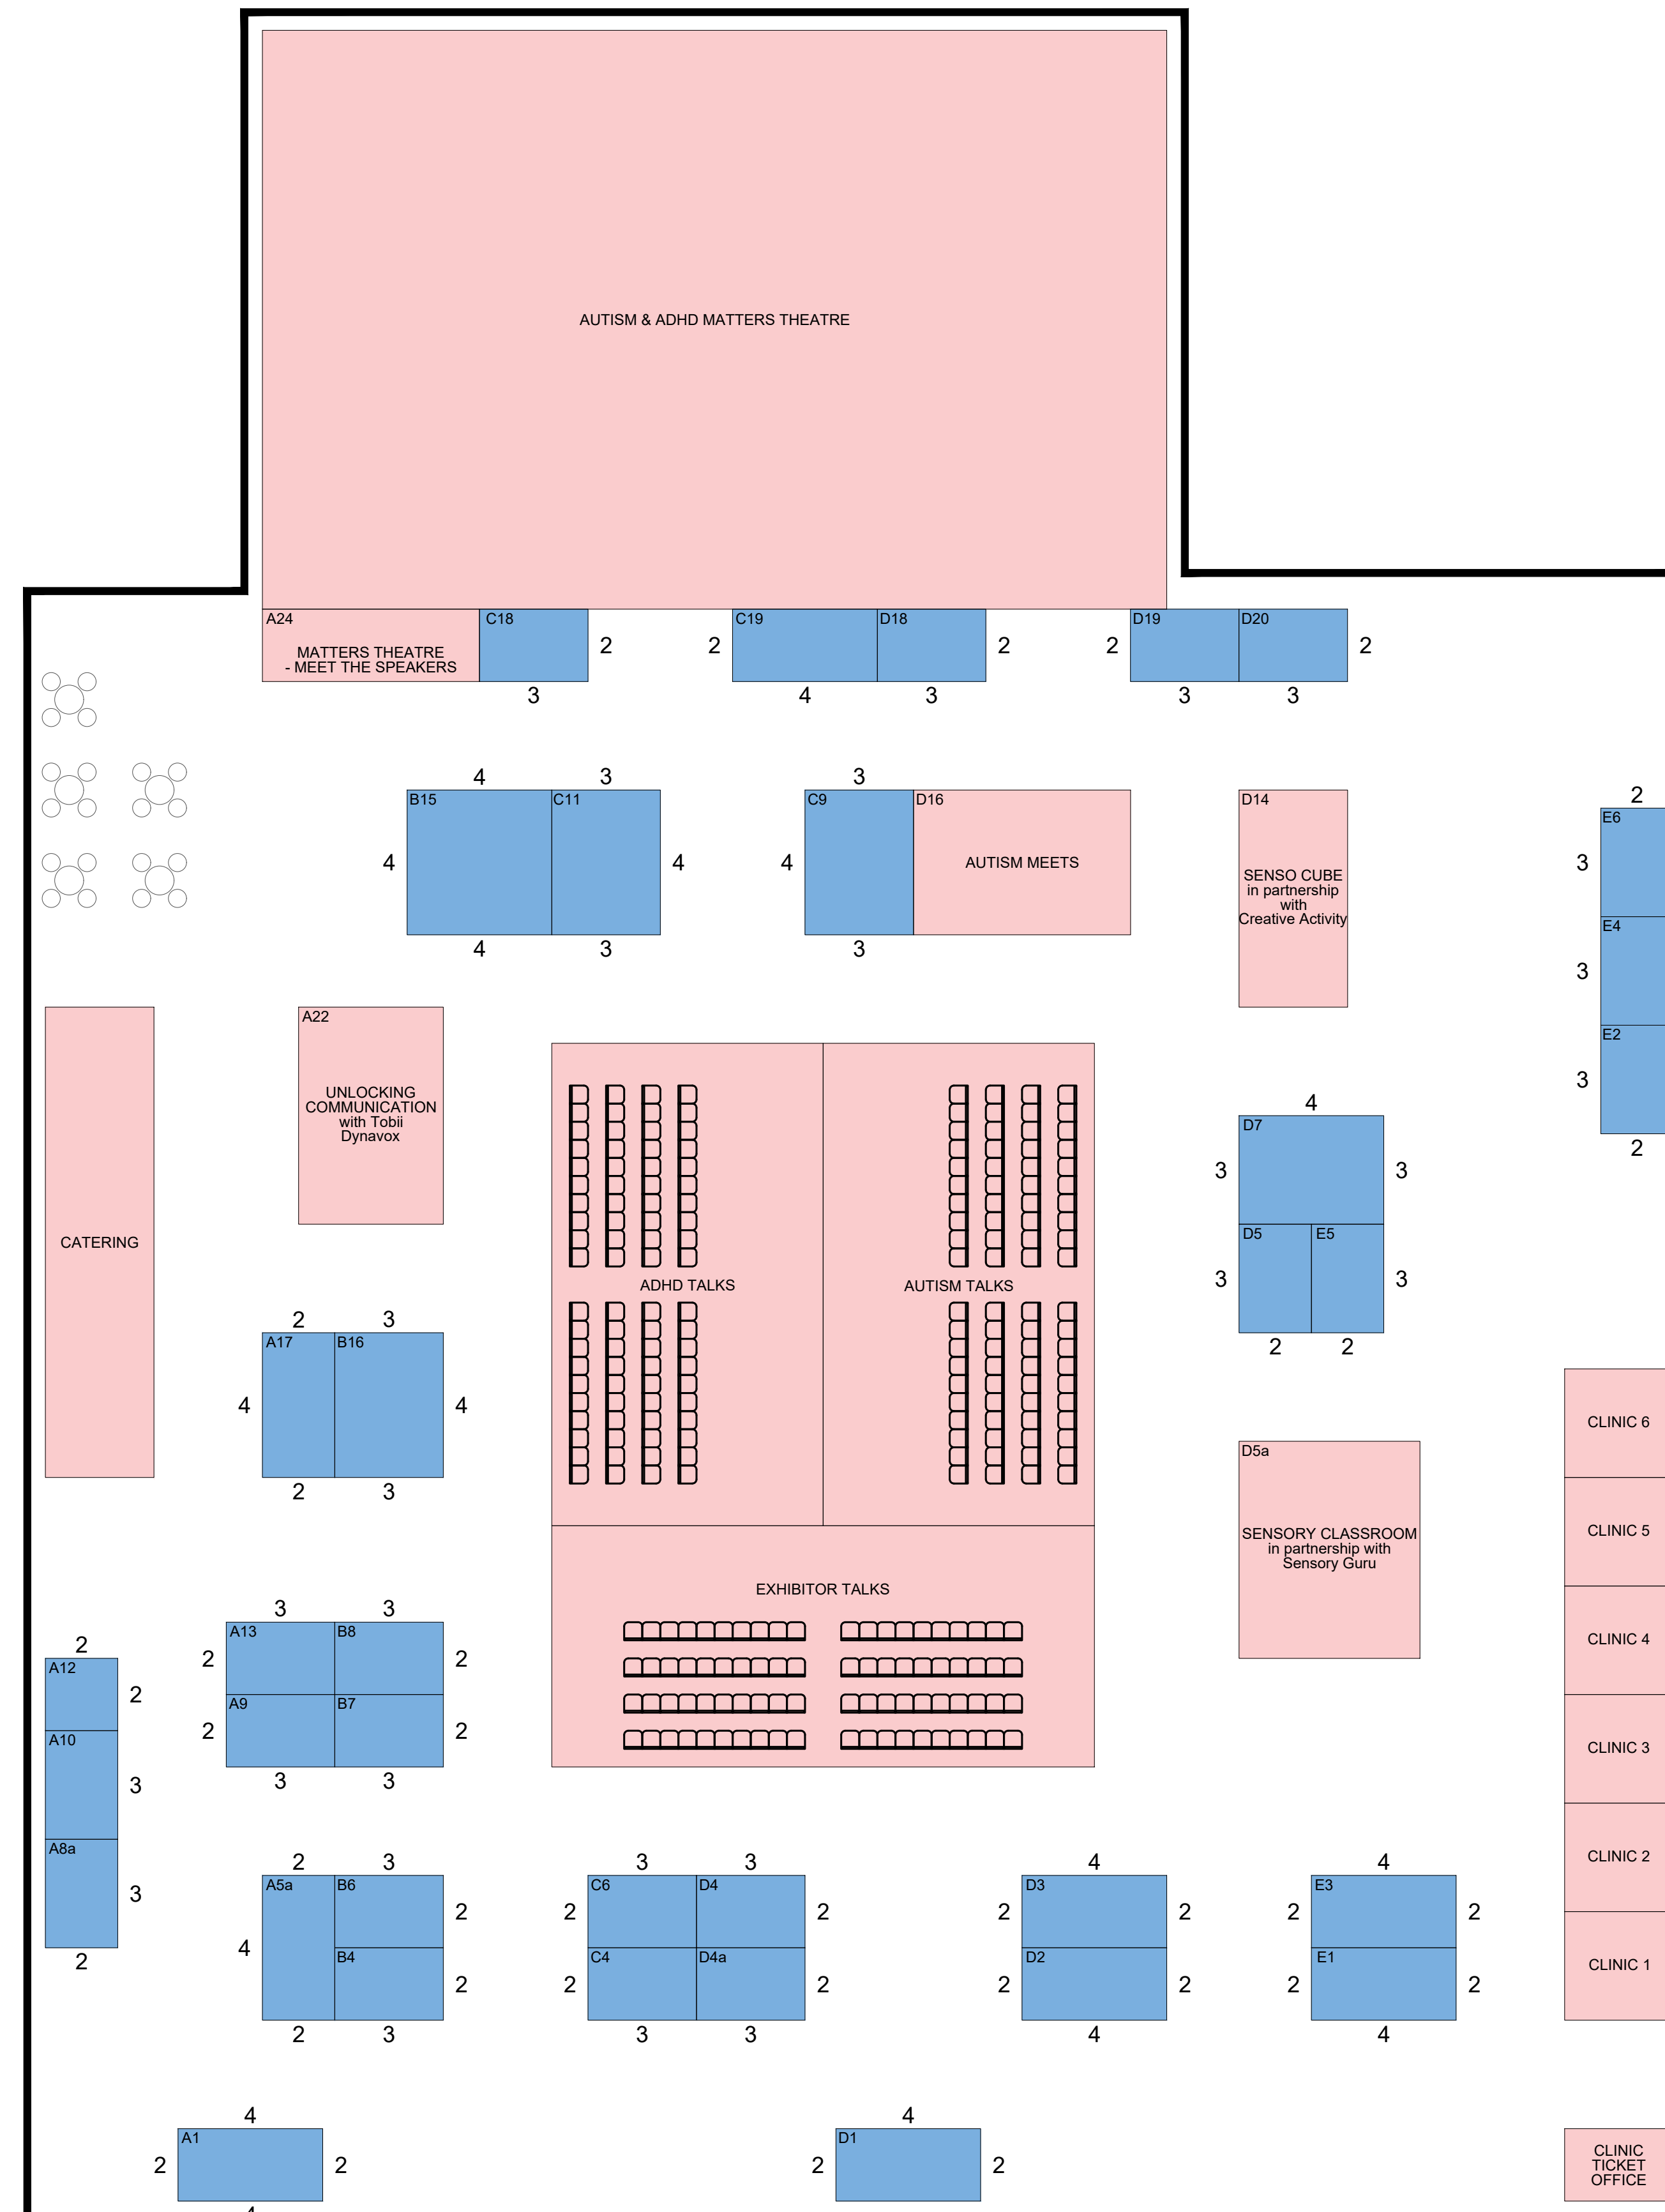 AUTISM & ADHD MATTERS THEATRE
A24
MATTERS THEATRE
- MEET THE SPEAKERS
C18
2
3
2
C19
D18
2
4
3
2
D19
D20
2
3
3
4
3
B15
C11
4
4
4
3
3
C9
D16
AUTISM MEETS
4
3
D14
SENSO CUBE
in partnership
with
Creative Activity
2
E6
3
E4
3
E2
3
2
A22
UNLOCKING
COMMUNICATION
with Tobii
Dynavox
CATERING
ADHD TALKS
AUTISM TALKS
EXHIBITOR TALKS
4
D7
3
3
D5
E5
3
3
2
2
2
3
A17
B16
4
4
2
3
D5a
SENSORY CLASSROOM
in partnership with
Sensory Guru
CLINIC 6
CLINIC 5
CLINIC 4
CLINIC 3
CLINIC 2
CLINIC 1
3
3
A13
B8
2
2
A9
B7
2
2
3
3
2
A12
2
A10
3
A8a
3
2
2
3
A5a
B6
2
4
B4
2
2
3
3
3
C6
D4
2
2
C4
D4a
2
2
3
3
4
D3
2
2
D2
2
2
4
4
E3
2
2
E1
2
2
4
4
A1
2
2
4
D1
2
2
CLINIC
TICKET
OFFICE